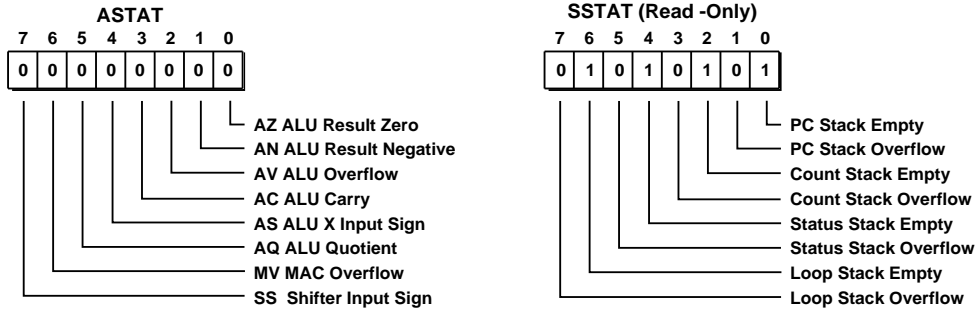 ASTAT
7 6 5 4 3 2 1 0
0 0 0 0 0 0 0 0
AZ ALU Result Zero
AN ALU Result Negative
AV ALU Overflow
AC ALU Carry
AS ALU X Input Sign
AQ ALU Quotient
MV MAC Overflow
SS Shifter Input Sign
SSTAT (Read -Only)
7 6 5 4 3 2 1 0
0 1 0 1 0 1 0 1
PC Stack Empty
PC Stack Overflow
Count Stack Empty
Count Stack Overflow
Status Stack Empty
Status Stack Overflow
Loop Stack Empty
Loop Stack Overflow